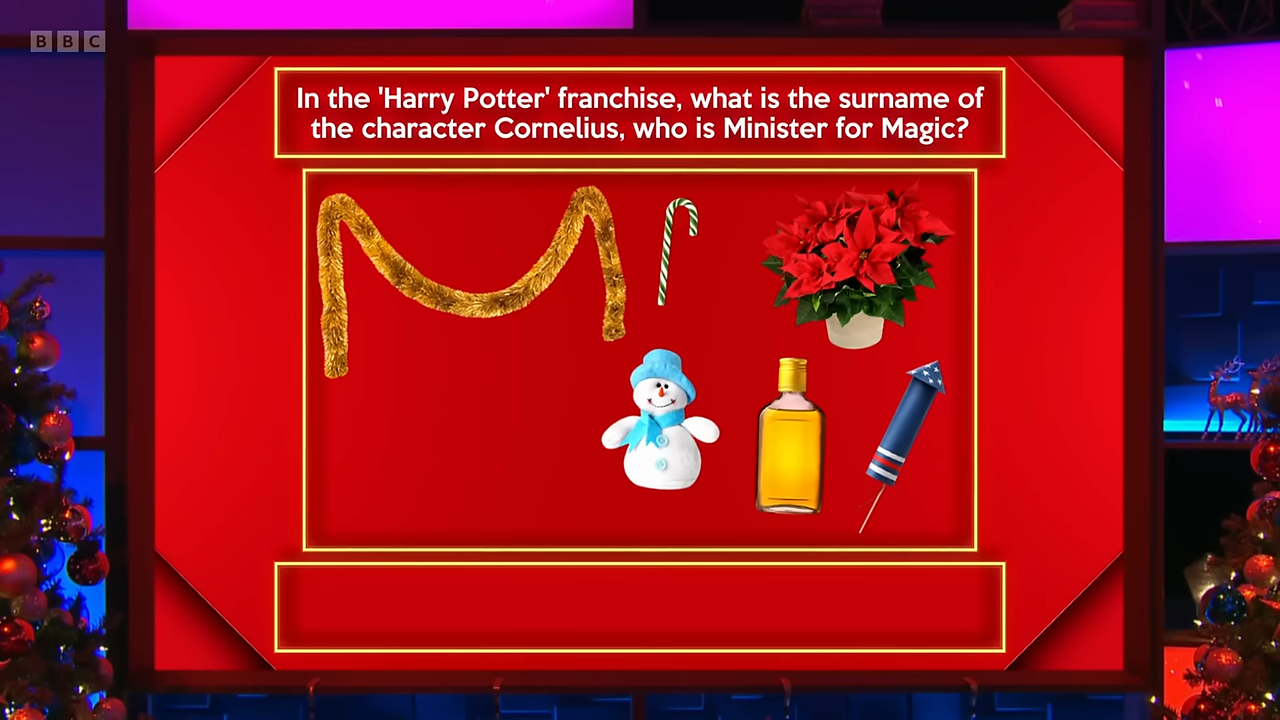 BBC
In the 'Harry Potter' franchise, what is the surname of
the character Cornelius, who is Minister for Magic?